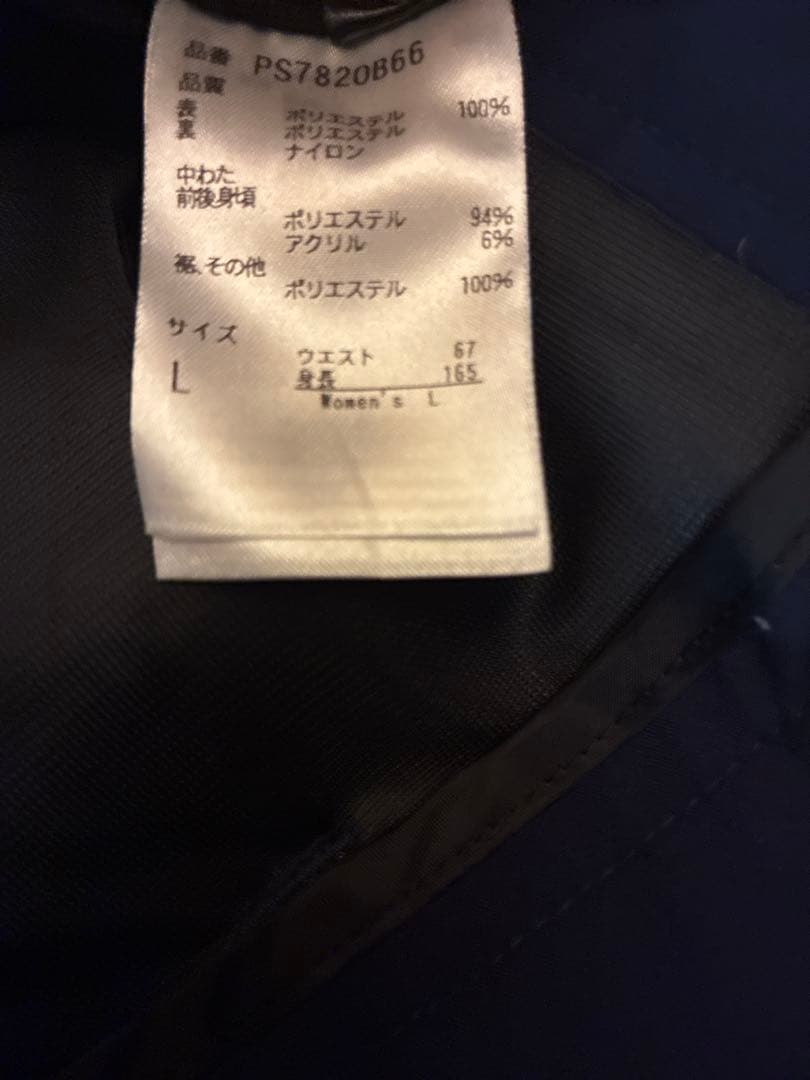 品番 PS7820B66
品質
表 ポリエステル 100%
裏 ポリエステル
ナイロン
中わた
前後身頃
ポリエステル 94%
アクリル 6%
裾、その他
ポリエステル 100%
サイズ
L
ウエスト 67
身長 165
Women's L